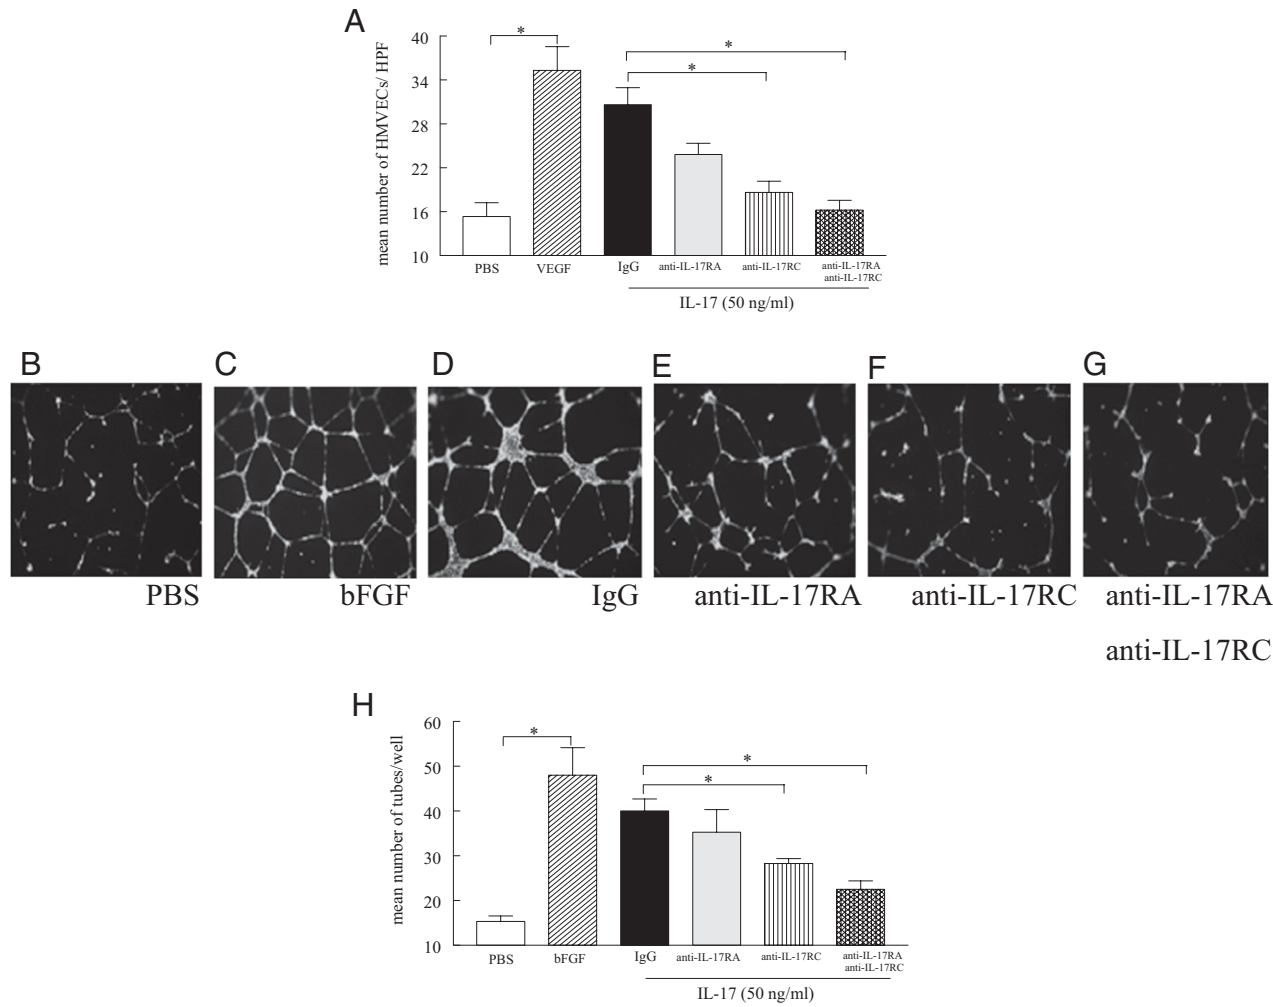 A
40
34
28
22
16
10
mean number of HMVECs/ HPF
*
*
*
PBS
VEGF
IgG
anti-IL-17RA
anti-IL-17RC
anti-IL-17RA
anti-IL-17RC
IL-17 (50 ng/ml)
B
C
D
E
F
G
PBS
bFGF
IgG
anti-IL-17RA
anti-IL-17RC
anti-IL-17RA
anti-IL-17RC
H
60
50
40
30
20
10
mean number of tubes/well
*
*
*
PBS
bFGF
IgG
anti-IL-17RA
anti-IL-17RC
anti-IL-17RA
anti-IL-17RC
IL-17 (50 ng/ml)